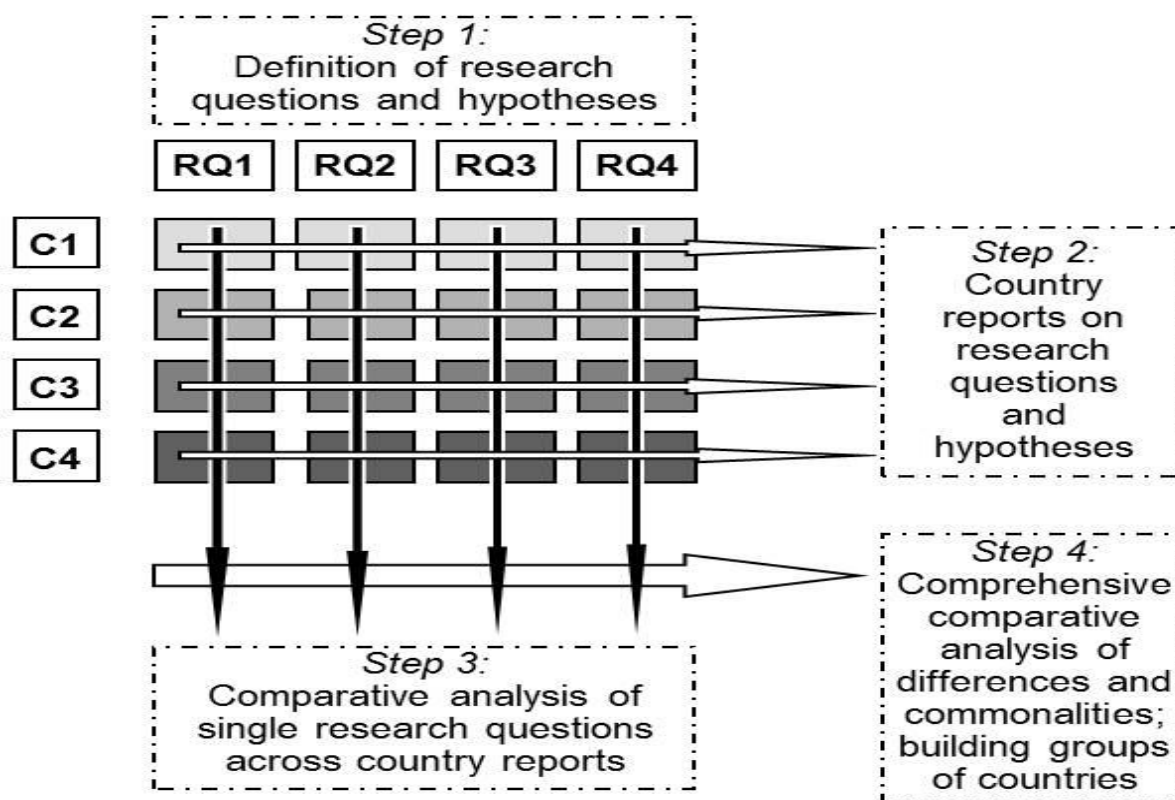 Step 1:
Definition of research
questions and hypotheses
RQ1 RQ2 RQ3 RQ4
C1
C2
C3
C4
Step 2:
Country
reports on
research
questions
and
hypotheses
Step 3:
Comparative analysis of
single research questions
across country reports
Step 4:
Comprehensive
comparative
analysis of
differences and
commonalities;
building groups
of countries